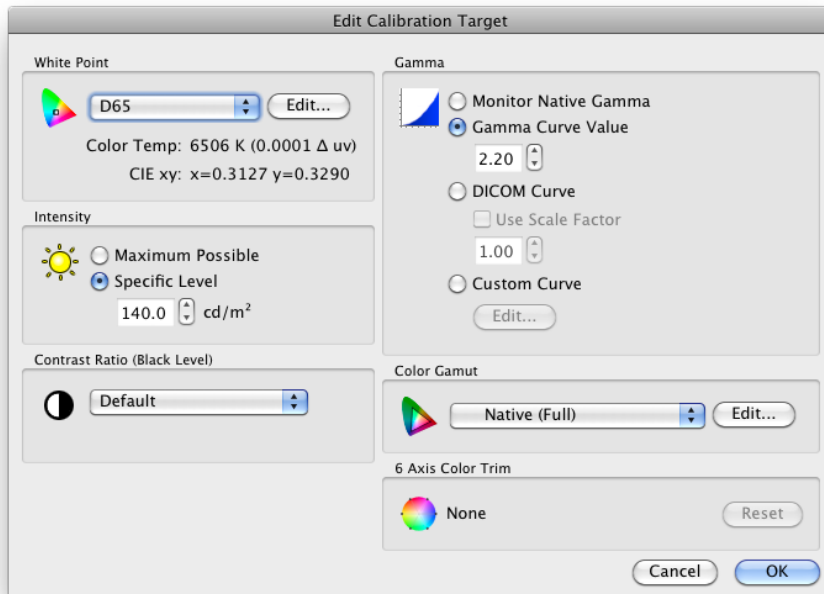 Edit Calibration Target
White Point
D65
Edit...
Color Temp: 6506 K (0.0001 Δ uv)
CIE xy: x=0.3127 y=0.3290
Intensity
Maximum Possible
Specific Level
140.0 cd/m²
Contrast Ratio (Black Level)
Default
Gamma
Monitor Native Gamma
Gamma Curve Value
2.20
DICOM Curve
Use Scale Factor
1.00
Custom Curve
Edit...
Color Gamut
Native (Full)
Edit...
6 Axis Color Trim
None
Reset
Cancel
OK